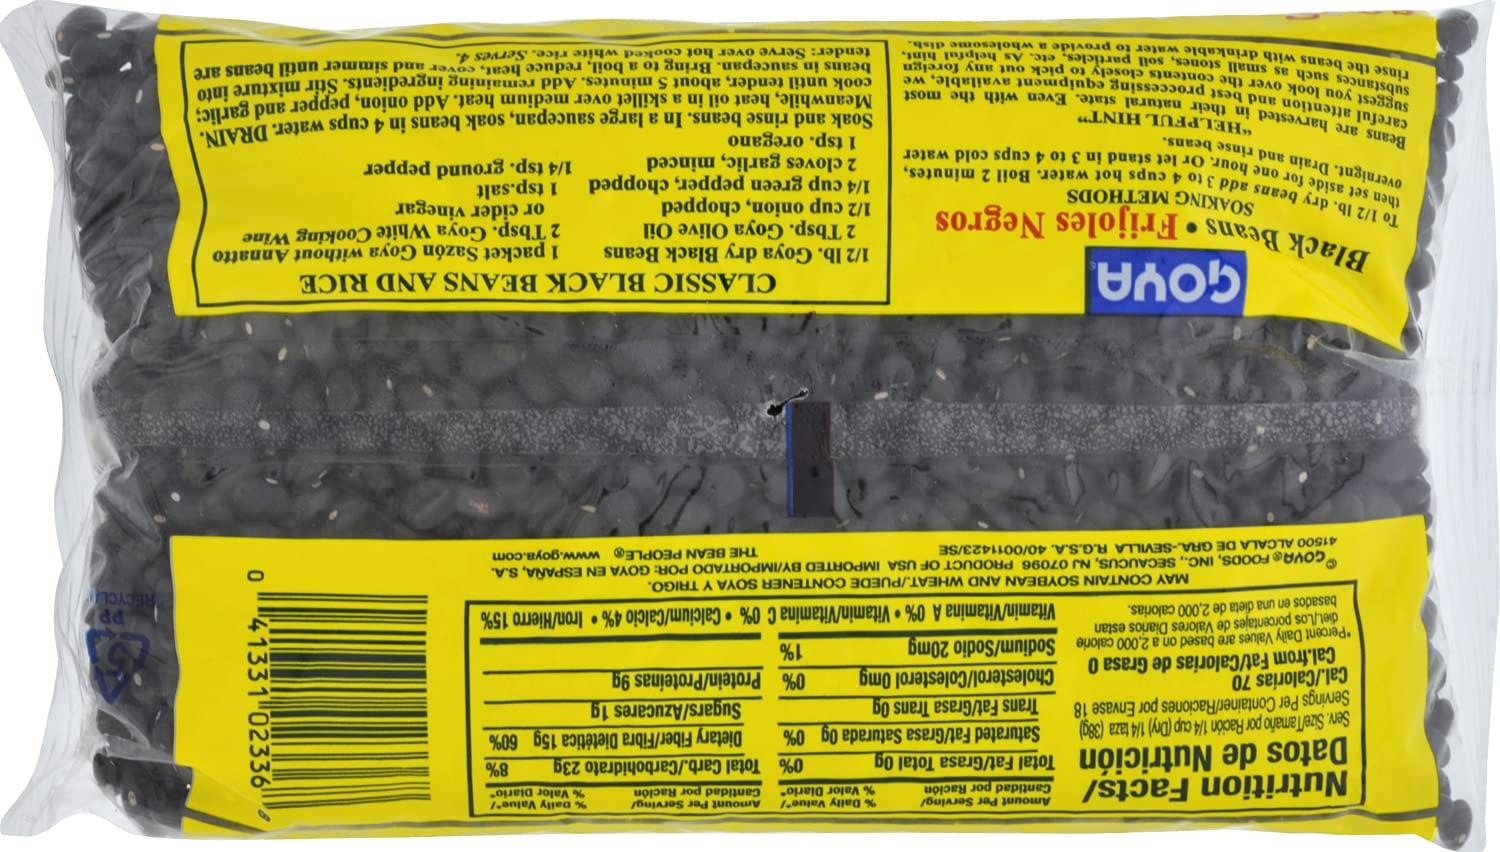 Nutrition Facts/
Datos de Nutrición
Serv. Size/Tamaño por Ración 1/4 cup (Dry) 1/4 taza (38g)
Servings Per Container/Raciones por Envase 18
Cal./Calorías 70
Cal.from Fat/Calorías de Grasa 0
*Percent Daily Values are based on a 2,000 calorie
diet./Los porcentajes de Valores Diarios estan
basados en una dieta de 2,000 calorias.
Amount Per Serving/ % Daily Value*/
Cantidad por Ración % Valor Diario*
Total Fat/Grasa Total 0g 0%
Saturated Fat/Grasa Saturada 0g 0%
Trans Fat/Grasa Trans 0g
Cholesterol/Colesterol 0mg 0%
Sodium/Sodio 20mg 1%
Amount Per Serving/ % Daily Value*/
Cantidad por Ración % Valor Diario*
Total Carb./Carbohidrato 23g 8%
Dietary Fiber/Fibra Dietética 15g 60%
Sugars/Azucares 1g
Protein/Proteínas 9g
Vitamin/Vitamina A 0% • Vitamin/Vitamina C 0% • Calcium/Calcio 4% • Iron/Hierro 15%
MAY CONTAIN SOYBEAN AND WHEAT./PUEDE CONTENER SOYA Y TRIGO.
©GOYA® FOODS, INC., SECAUCUS, NJ 07096 PRODUCT OF USA IMPORTED BY/IMPORTADO POR: GOYA EN ESPAÑA, S.A.
41500 ALCALA DE GRA.-SEVILLA R.G.S.A. 40/0011423/SE THE BEAN PEOPLE® www.goya.com
0 41331 02336 8
5
PP
RECYCLABLE
GOYA®
Black Beans • Frijoles Negros
SOAKING METHODS
To 1/2 lb. dry beans add 3 to 4 cups hot water. Boil 2 minutes,
then set aside for one hour. Or let stand in 3 to 4 cups cold water
overnight. Drain and rinse beans.
“HELPFUL HINT”
Beans are harvested in their natural state. Even with the most
careful attention and best processing equipment available, we
suggest you look over the contents closely to pick out any foreign
substances such as small stones, soil particles, etc. As helpful hint,
rinse the beans with drinkable water to provide a wholesome dish.
CLASSIC BLACK BEANS AND RICE
1/2 lb. Goya dry Black Beans
2 Tbsp. Goya Olive Oil
1/2 cup onion, chopped
1/4 cup green pepper, chopped
2 cloves garlic, minced
1 tsp. oregano
1 packet Sazón Goya without Annatto
2 Tbsp. Goya White Cooking Wine
or cider vinegar
1 tsp.salt
1/4 tsp. ground pepper
Soak and rinse beans. In a large saucepan, soak beans in 4 cups water. DRAIN.
Meanwhile, heat oil in a skillet over medium heat. Add onion, pepper and garlic;
cook until tender, about 5 minutes. Add remaining ingredients. Stir mixture into
beans in saucepan. Bring to a boil, reduce heat, cover and simmer until beans are
tender: Serve over hot cooked white rice. Serves 4.